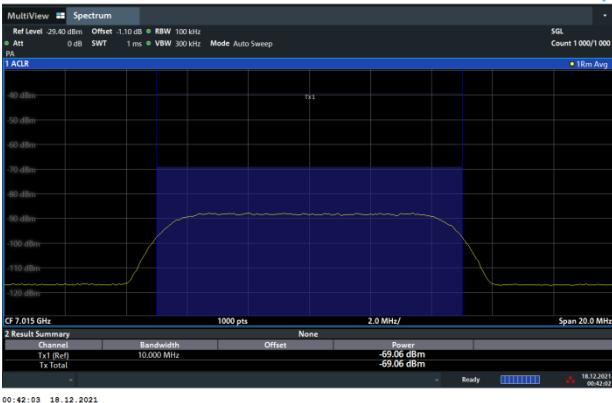 MultiView Spectrum
Ref Level -29.40 dBm Offset -1.10 dB RBW 100 kHz SGL
Att 0 dB SWT 1 ms VBW 300 kHz Mode Auto Sweep Count 1 000/1 000
PA
1 ACLR 1Rm Avg
-40 dBm
Tx1
-50 dBm
-60 dBm
-70 dBm
-80 dBm
-90 dBm
-100 dBm
-110 dBm
-120 dBm
CF 7.015 GHz 1000 pts 2.0 MHz/ Span 20.0 MHz
2 Result Summary None
Channel Bandwidth Offset Power
Tx1 (Ref) 10.000 MHz -69.06 dBm
Tx Total -69.06 dBm
Ready 18.12.2021
00:42:02
00:42:03 18.12.2021